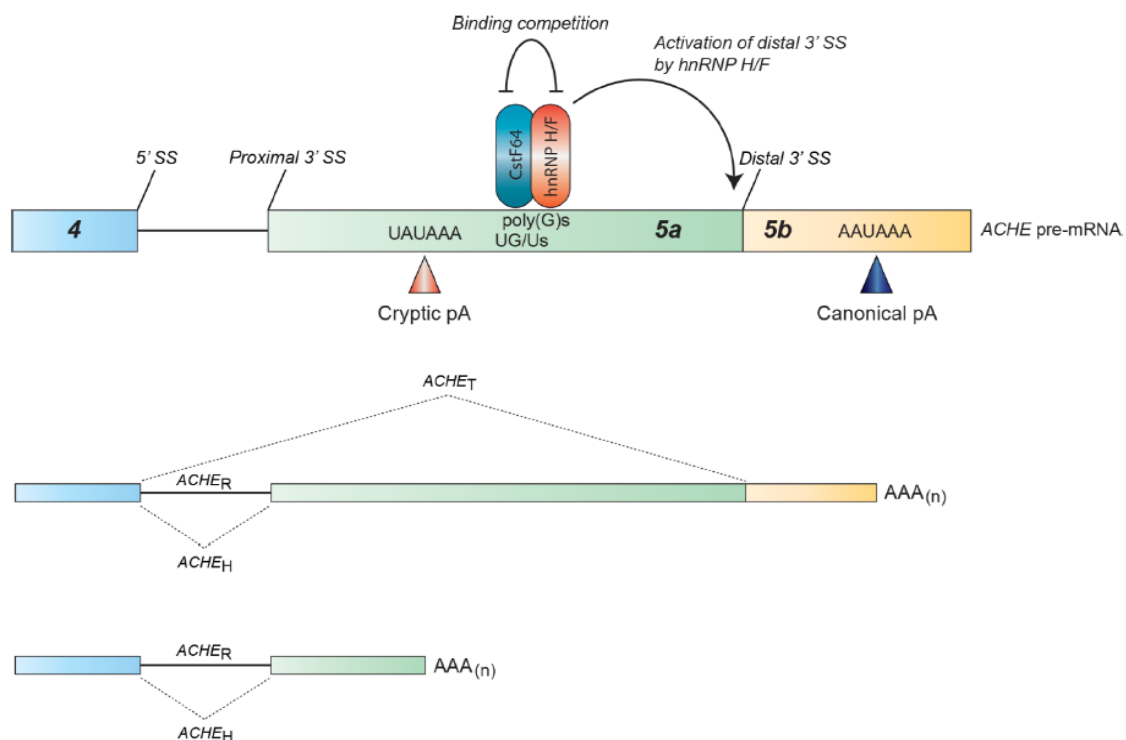 Binding competition
Activation of distal 3' SS
by hnRNP H/F
CstF64
hnRNP H/F
5' SS
Proximal 3' SS
Distal 3' SS
4
UAUAAA
poly(G)s
UG/Us
5a
5b
AAUAAA
ACHE pre-mRNA
Cryptic pA
Canonical pA
ACHET
ACHER
AAA(n)
ACHEH
ACHER
AAA(n)
ACHEH